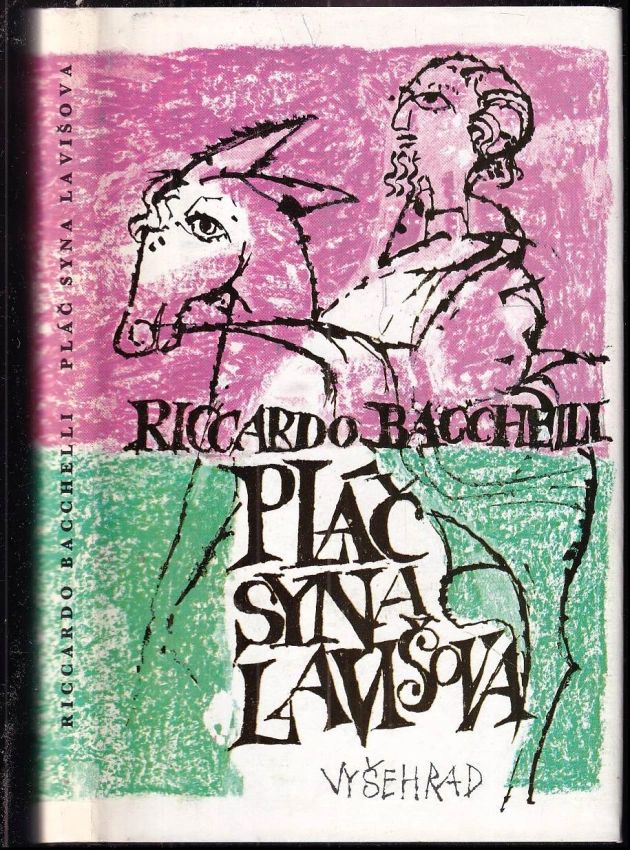 RICCARDO BACCHELLI PLÁČ SYNA LAVIŠOVA
RICCARDO BACCHELLI
PLÁČ
SYNA
LAVIŠOVA
VYŠEHRAD